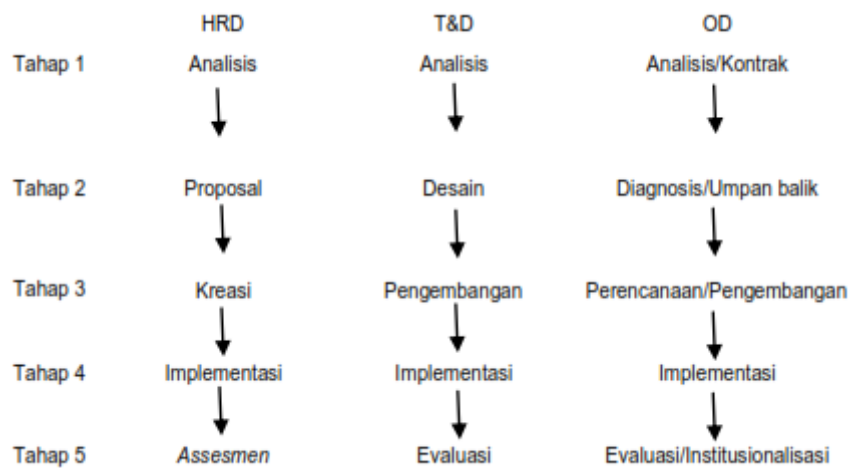 HRD T&D OD
Tahap 1 Analisis Analisis Analisis/Kontrak
Tahap 2 Proposal Desain Diagnosis/Umpan balik
Tahap 3 Kreasi Pengembangan Perencanaan/Pengembangan
Tahap 4 Implementasi Implementasi Implementasi
Tahap 5 Assesmen Evaluasi Evaluasi/Institusionalisasi